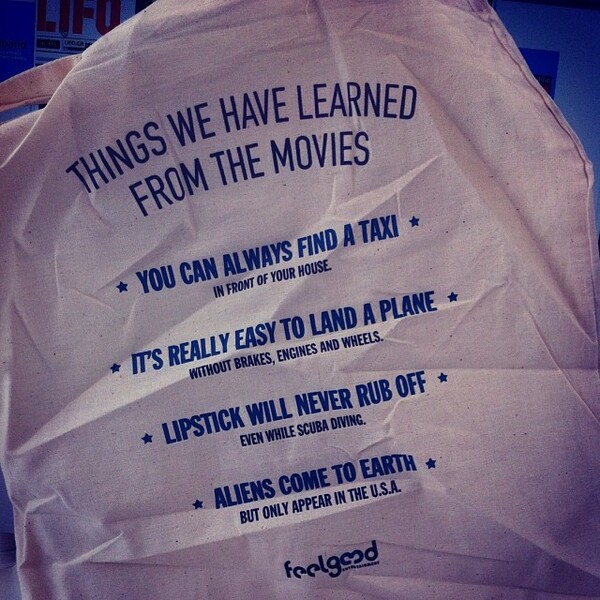 LIFO
THINGS WE HAVE LEARNED
FROM THE MOVIES
YOU CAN ALWAYS FIND A TAXI
IN FRONT OF YOUR HOUSE.
IT'S REALLY EASY TO LAND A PLANE
WITHOUT BRAKES, ENGINES AND WHEELS.
LIPSTICK WILL NEVER RUB OFF
EVEN WHILE SCUBA DIVING.
ALIENS COME TO EARTH
BUT ONLY APPEAR IN THE U.S.A.
feelgood
ENTERTAINMENT